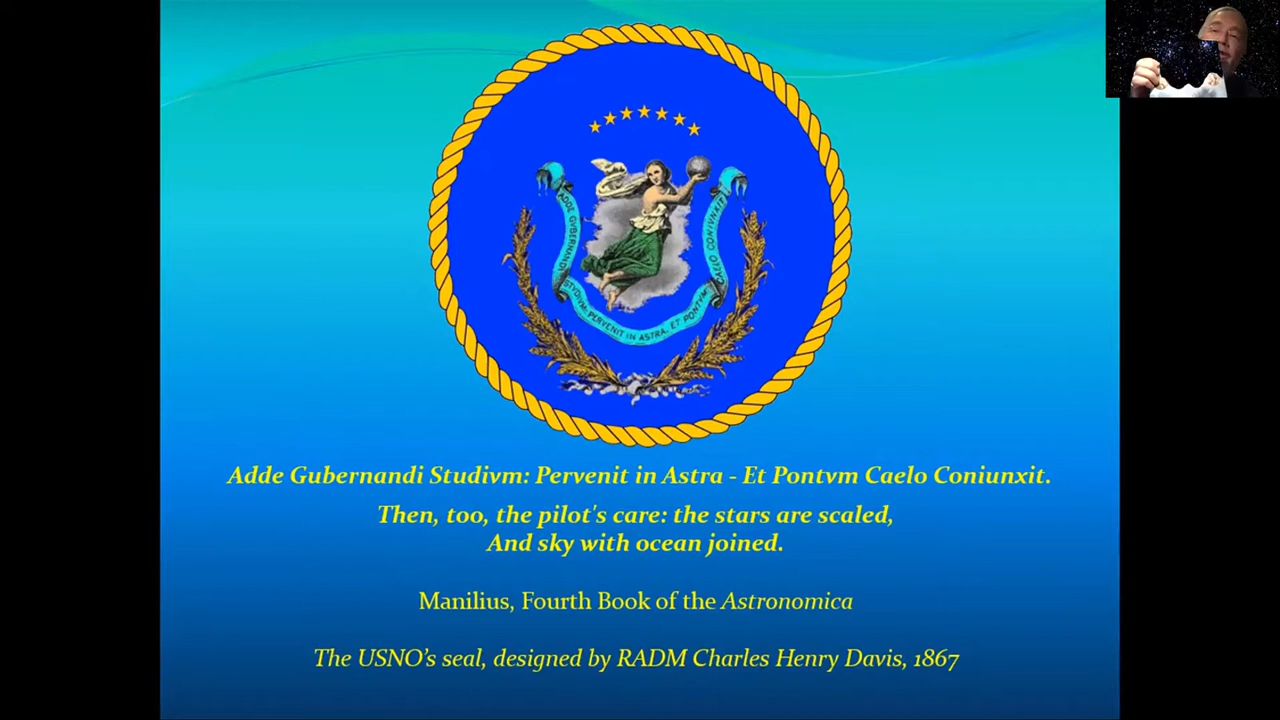 ADDE GVBERNANDI STVDIVM: PERVENIT IN ASTRA, ET PONTVM CAELO CONIVNXIT
Adde Gubernandi Studivm: Pervenit in Astra - Et Pontvm Caelo Coniunxit.
Then, too, the pilot's care: the stars are scaled,
And sky with ocean joined.
Manilius, Fourth Book of the Astronomica
The USNO's seal, designed by RADM Charles Henry Davis, 1867